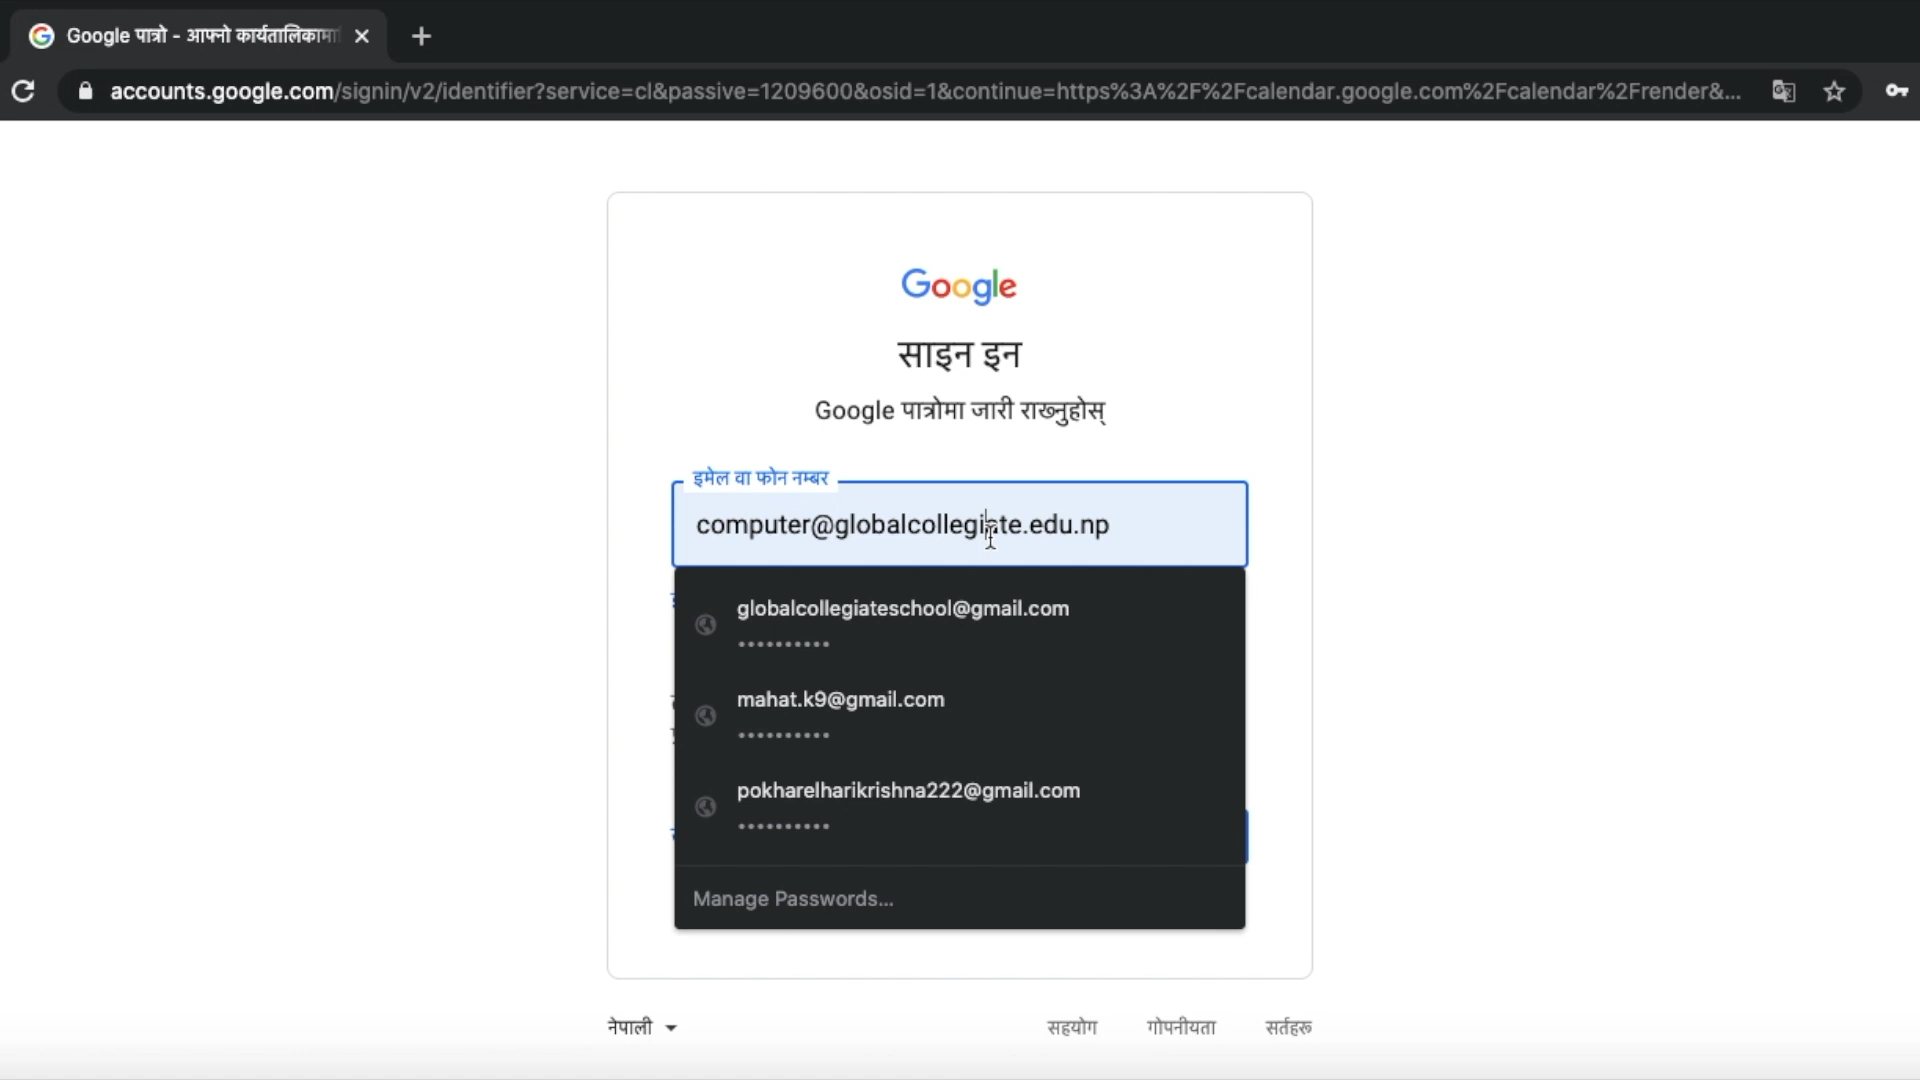 Google पात्रो - आफ्नो कार्यतालिकामा
accounts.google.com/signin/v2/identifier?service=cl&passive=1209600&osid=1&continue=https%3A%2F%2Fcalendar.google.com%2Fcalendar%2Frender&...
Google
साइन इन
Google पात्रोमा जारी राख्नुहोस्
इमेल वा फोन नम्बर
computer@globalcollegiate.edu.np
globalcollegiateschool@gmail.com
••••••••••
mahat.k9@gmail.com
••••••••••
pokharelharikrishna222@gmail.com
••••••••••
Manage Passwords...
नेपाली
सहयोग गोपनीयता सर्तहरू